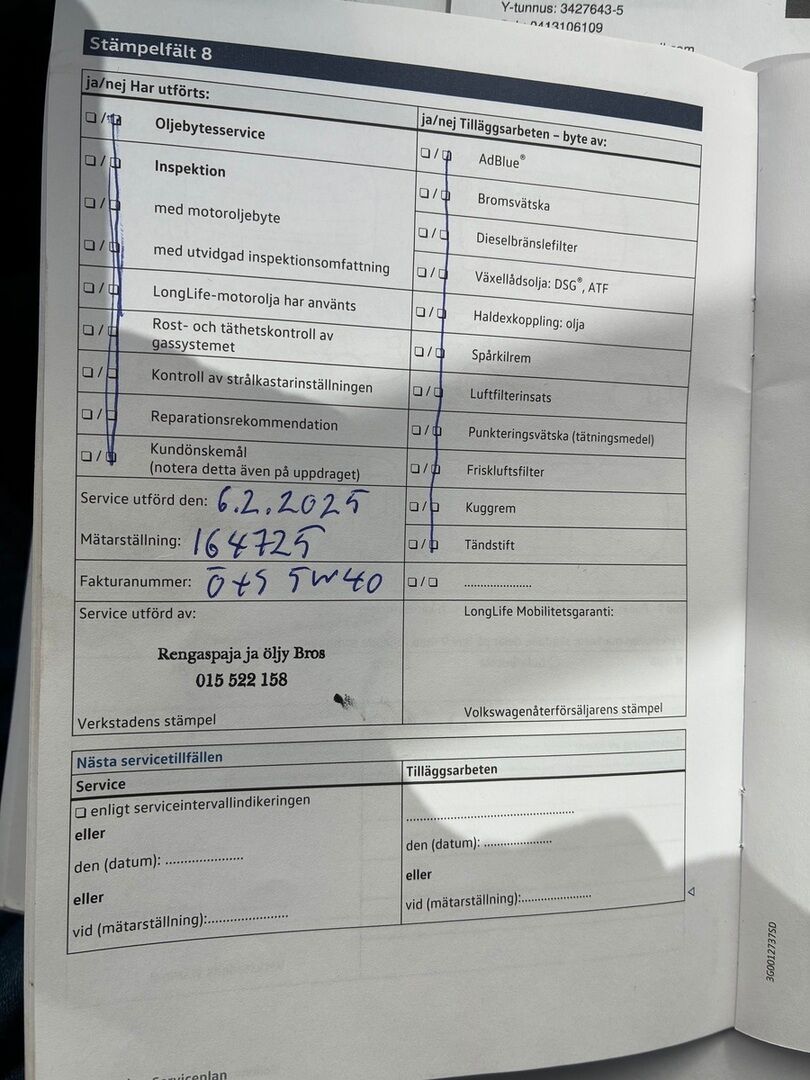 Y-tunnus: 3427643-5
0413106109
Stämpelfält 8
ja/nej Har utförts:
❏ / ❏ Oljebytesservice
❏ / ❏ Inspektion
❏ / ❏ med motoroljebyte
❏ / ❏ med utvidgad inspektionsomfattning
❏ / ❏ LongLife-motorolja har använts
❏ / ❏ Rost- och täthetskontroll av
gassystemet
❏ / ❏ Kontroll av strålkastarinställningen
❏ / ❏ Reparationsrekommendation
❏ / ❏ Kundönskemål
(notera detta även på uppdraget)
Service utförd den: 6.2.2025
Mätarställning: 164725
Fakturanummer: Ö+S 5W40
Service utförd av:
Rengaspaja ja öljy Bros
015 522 158
Verkstadens stämpel
ja/nej Tilläggsarbeten – byte av:
❏ / ❏ AdBlue®
❏ / ❏ Bromsvätska
❏ / ❏ Dieselbränslefilter
❏ / ❏ Växellådsolja: DSG®, ATF
❏ / ❏ Haldexkoppling: olja
❏ / ❏ Spårkilrem
❏ / ❏ Luftfilterinsats
❏ / ❏ Punkteringsvätska (tätningsmedel)
❏ / ❏ Friskluftsfilter
❏ / ❏ Kuggrem
❏ / ❏ Tändstift
❏ / ❏ .....................
LongLife Mobilitetsgaranti:
Volkswagenåterförsäljarens stämpel
Nästa servicetillfällen
Service
❏ enligt serviceintervallindikeringen
eller
den (datum): ........................
eller
vid (mätarställning):........................
Tilläggsarbeten
..................................................
den (datum): .....................
eller
vid (mätarställning):.....................
3G0012737SD
Serviceplan